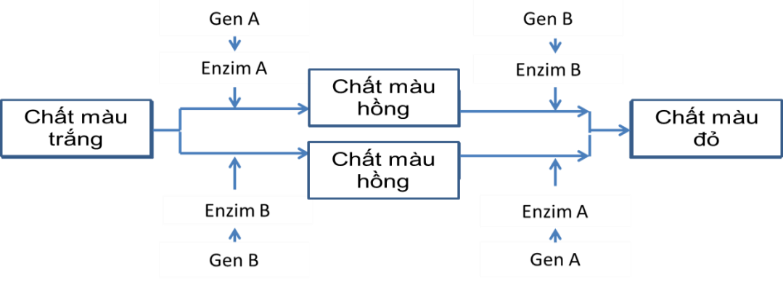 Gen A
Gen B
Enzim A
Enzim B
Chất màu
hồng
Chất màu
trắng
Chất màu
đỏ
Chất màu
hồng
Enzim B
Enzim A
Gen B
Gen A